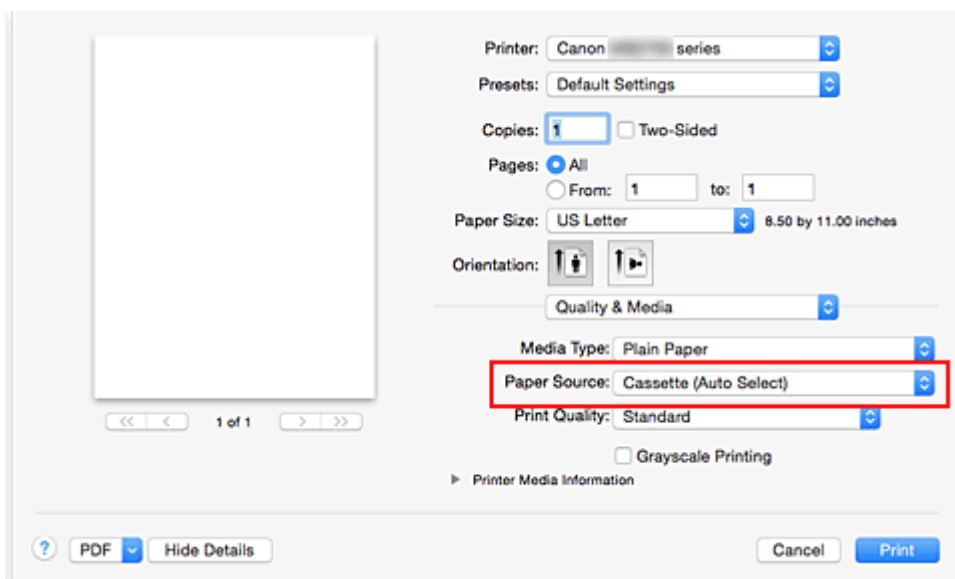 Printer: Canon series
Presets: Default Settings
Copies: 1 Two-Sided
Pages: All
From: 1 to: 1
Paper Size: US Letter 8.50 by 11.00 inches
Orientation:
Quality & Media
Media Type: Plain Paper
Paper Source: Cassette (Auto Select)
Print Quality: Standard
<< < 1 of 1 > >>
Grayscale Printing
Printer Media Information
? PDF Hide Details Cancel Print